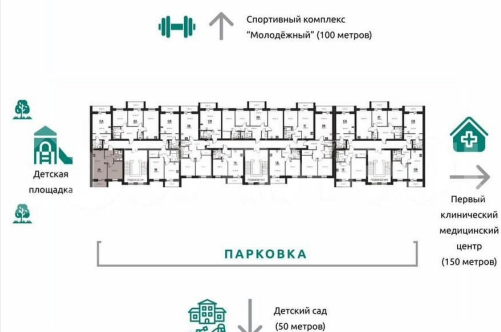 Спортивный комплекс
"Молодёжный" (100 метров)
Детская
площадка
Первый
клинический
медицинский
центр
(150 метров)
ПАРКОВКА
Детский сад
(50 метров)